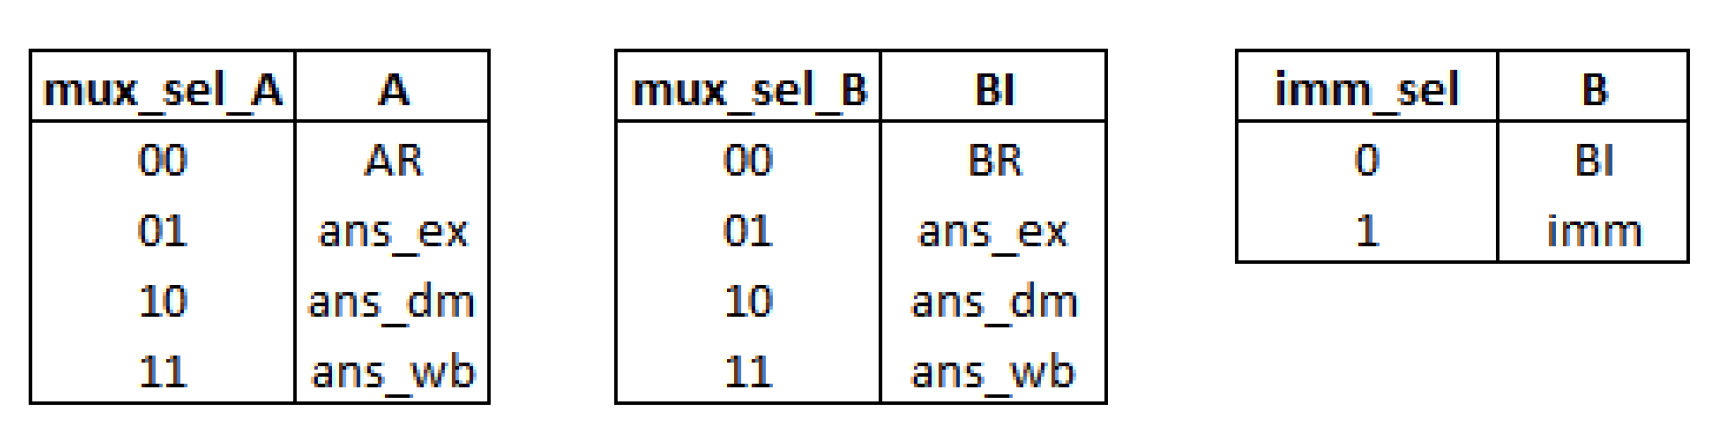 mux_sel_A A
00 AR
01 ans_ex
10 ans_dm
11 ans_wb
mux_sel_B BI
00 BR
01 ans_ex
10 ans_dm
11 ans_wb
imm_sel B
0 BI
1 imm